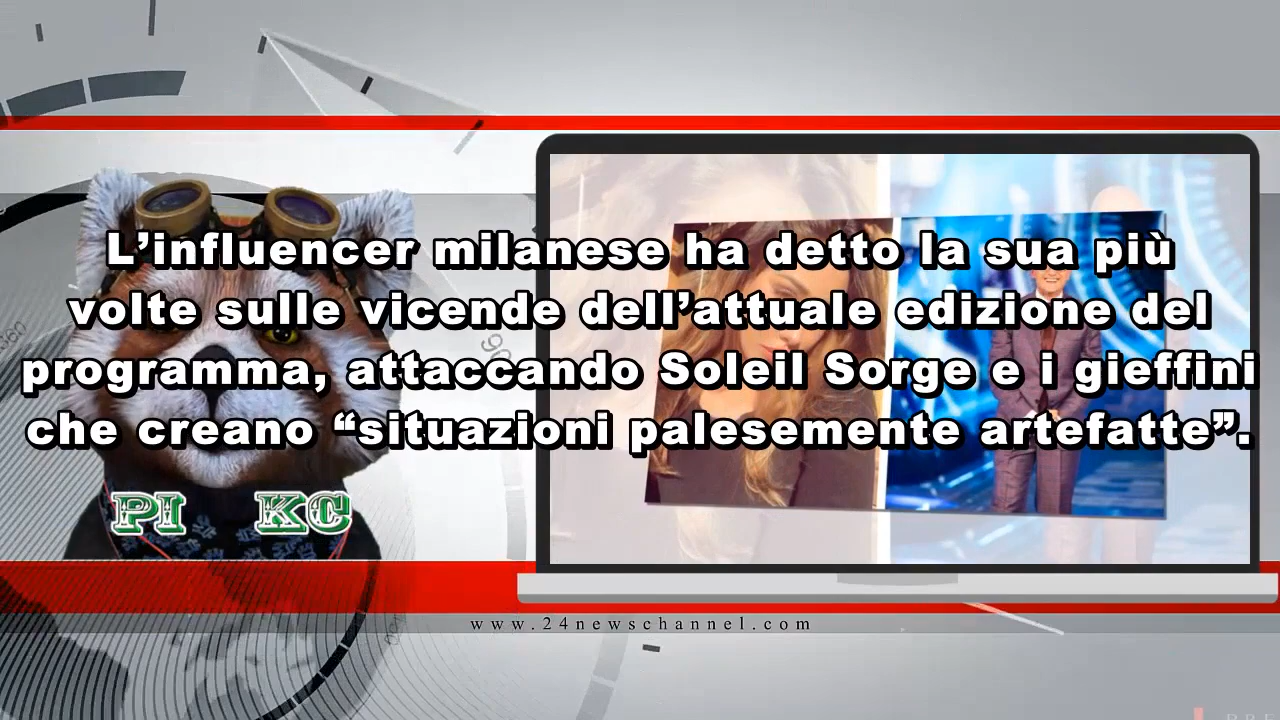 L’influencer milanese ha detto la sua più
volte sulle vicende dell’attuale edizione del
programma, attaccando Soleil Sorge e i gieffini
che creano “situazioni palesemente artefatte”.
PI KC
www.24newschannel.com